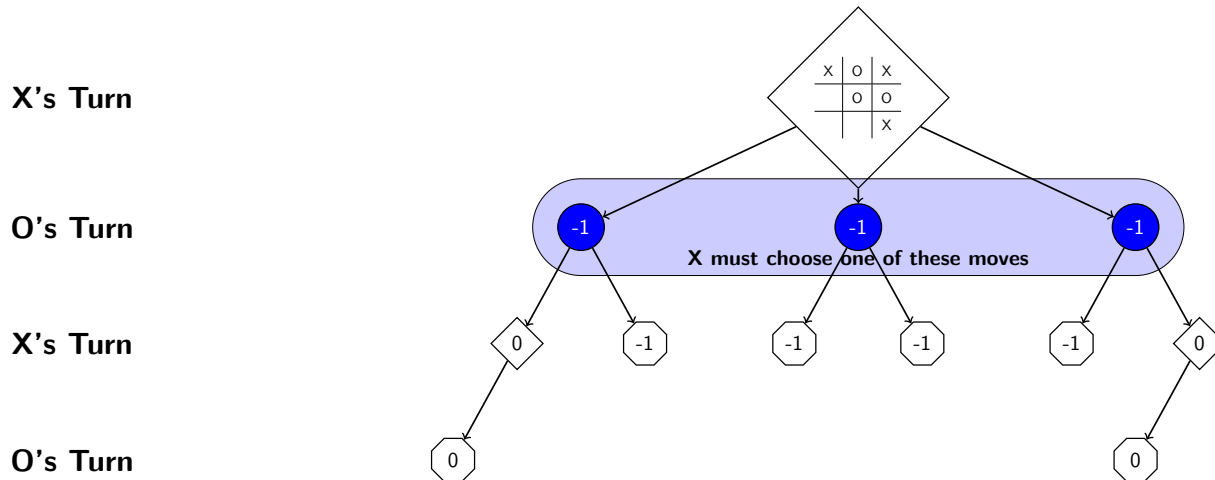 X O X
X's Turn
O O
X
O's Turn
-1 -1 -1
X must choose one of these moves
X's Turn
0 -1 -1 -1 -1 0
O's Turn
0 0